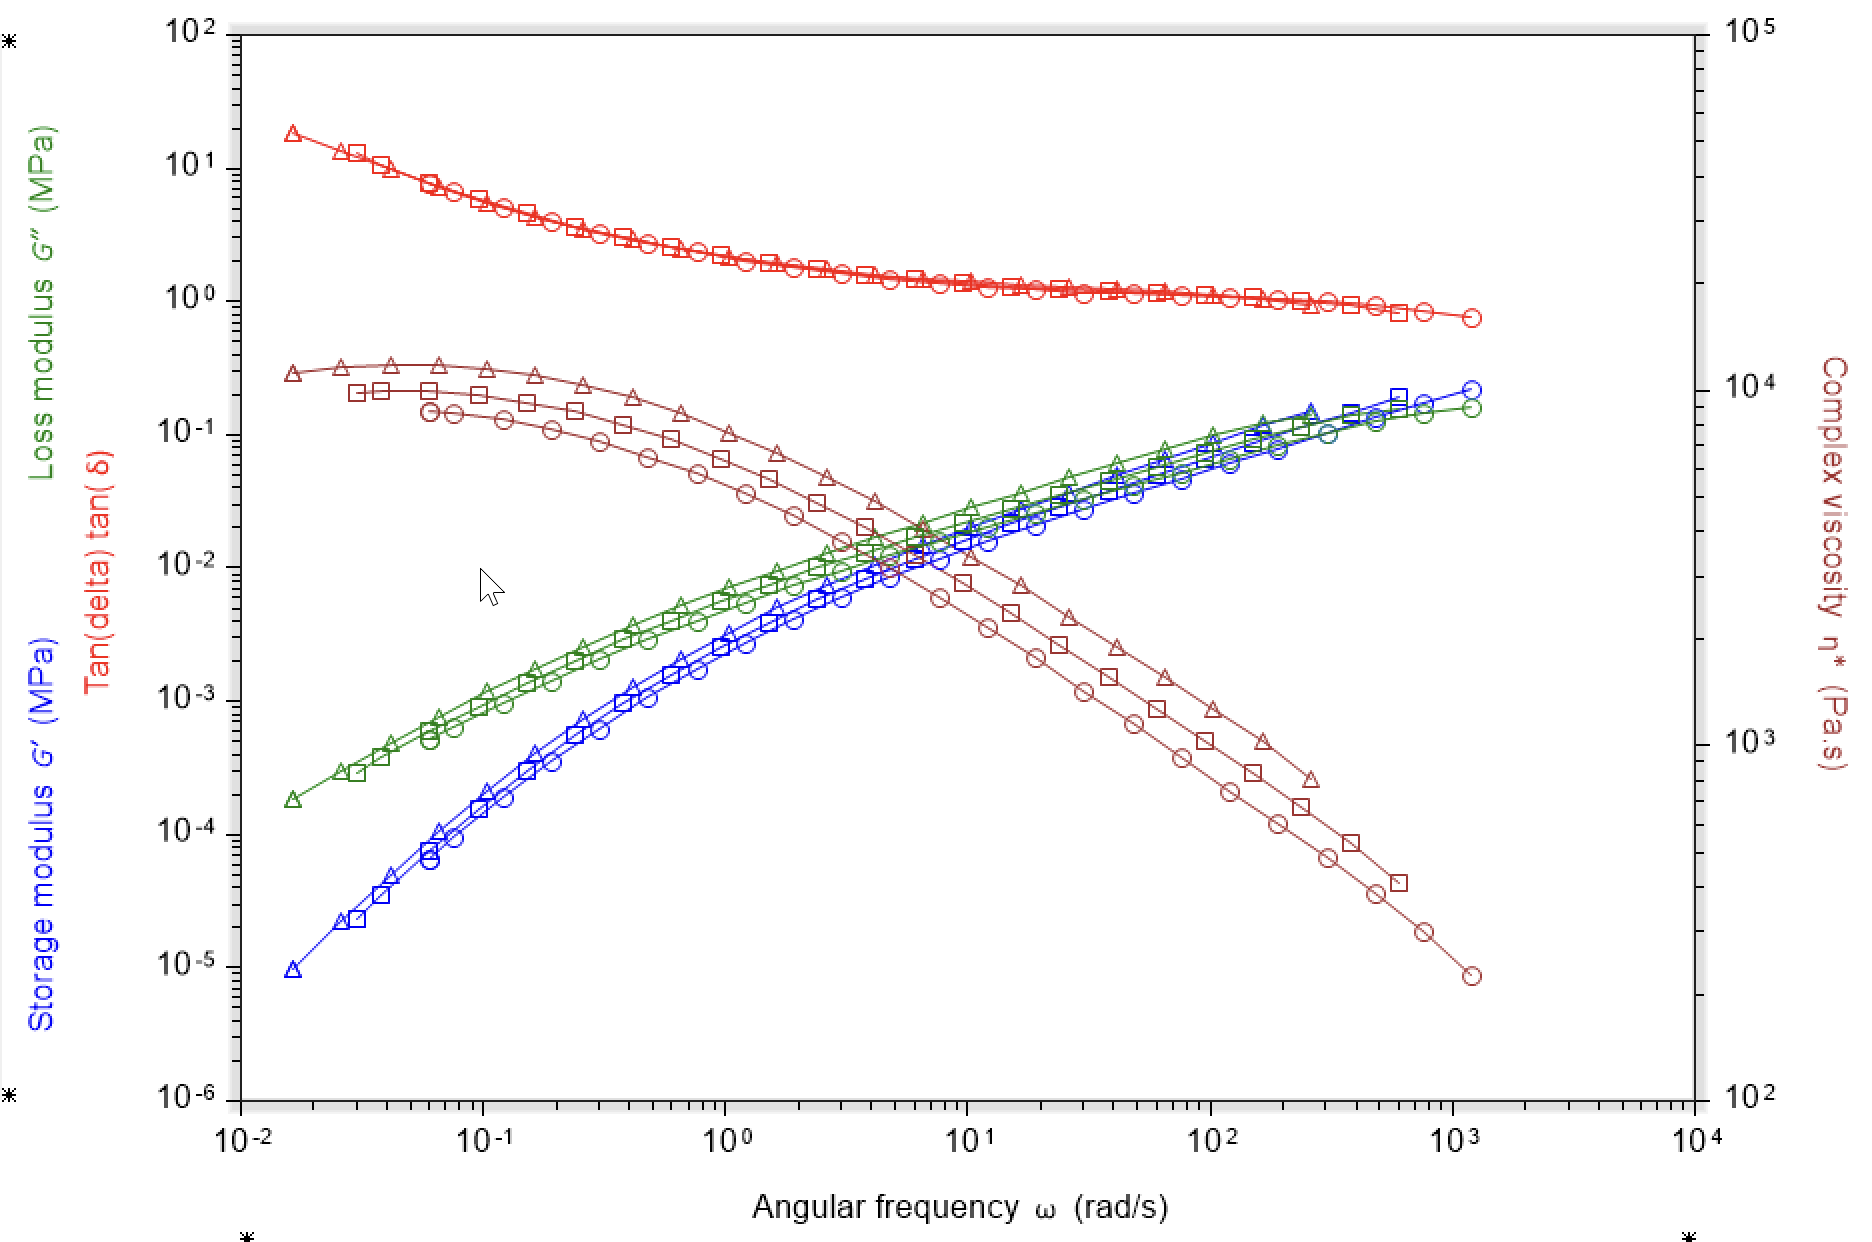 10²
10¹
10⁰
10⁻¹
10⁻²
10⁻³
10⁻⁴
10⁻⁵
10⁻⁶
Loss modulus G″ (MPa)
Tan(delta) tan( δ)
Storage modulus G′ (MPa)
10⁵
10⁴
10³
10²
Complex viscosity η* (Pa.s)
10⁻² 10⁻¹ 10⁰ 10¹ 10² 10³ 10⁴
Angular frequency ω (rad/s)